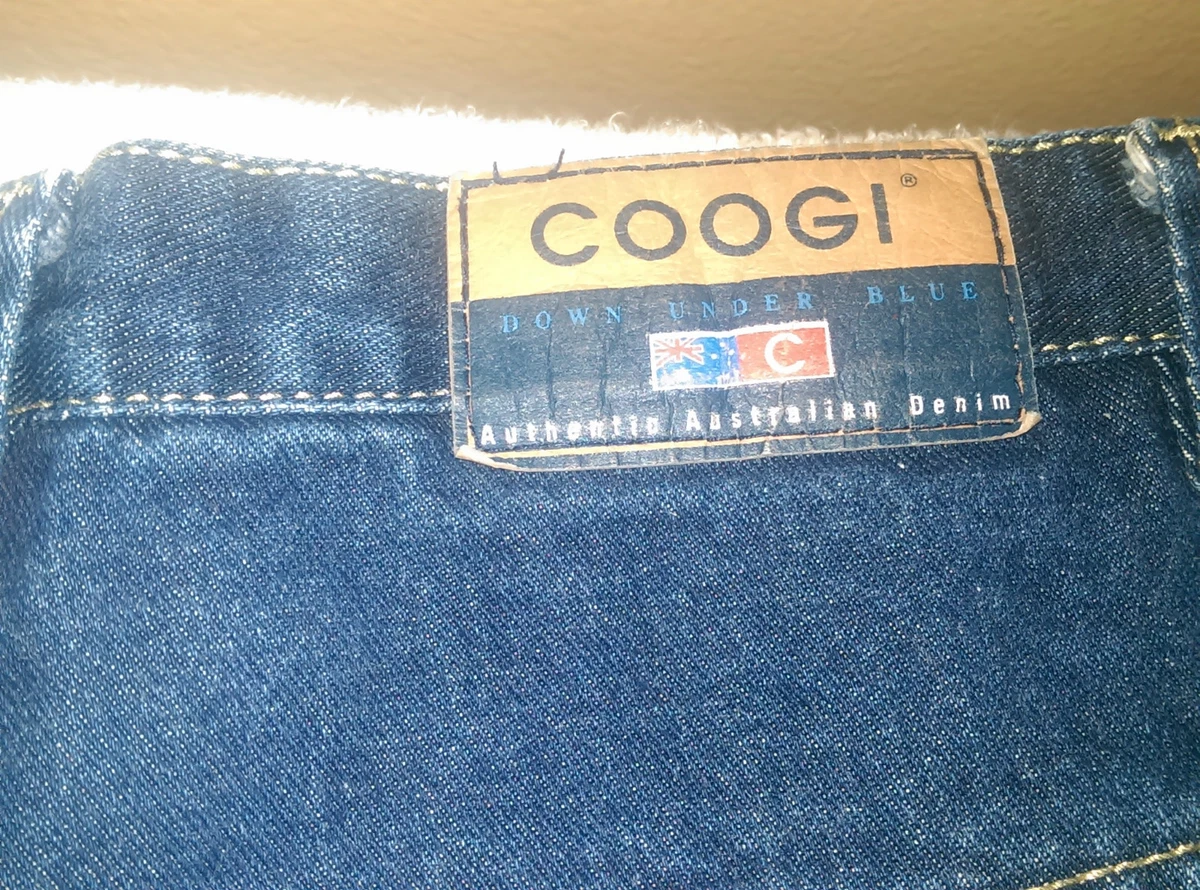 COOGI®
DOWN UNDER BLUE
C
Authentic Australian Denim